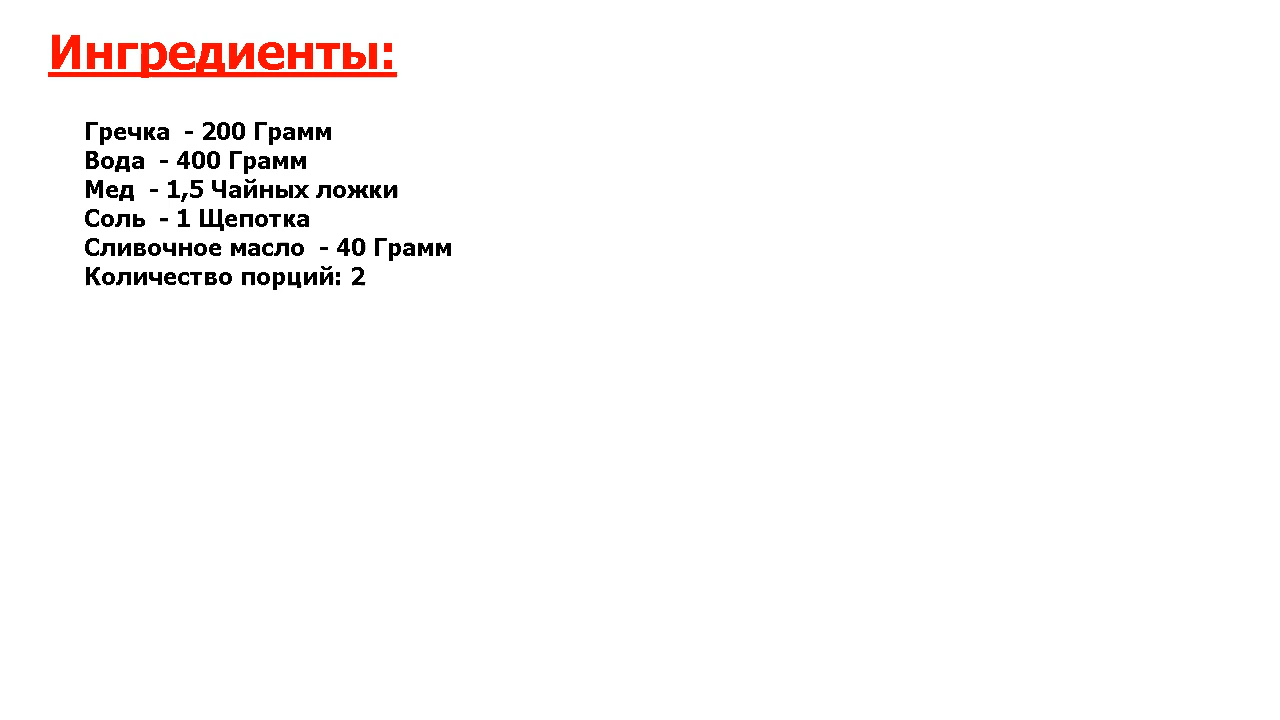 Ингредиенты:
Гречка  - 200 Грамм
Вода  - 400 Грамм
Мед  - 1,5 Чайных ложки
Соль  - 1 Щепотка
Сливочное масло  - 40 Грамм
Количество порций: 2